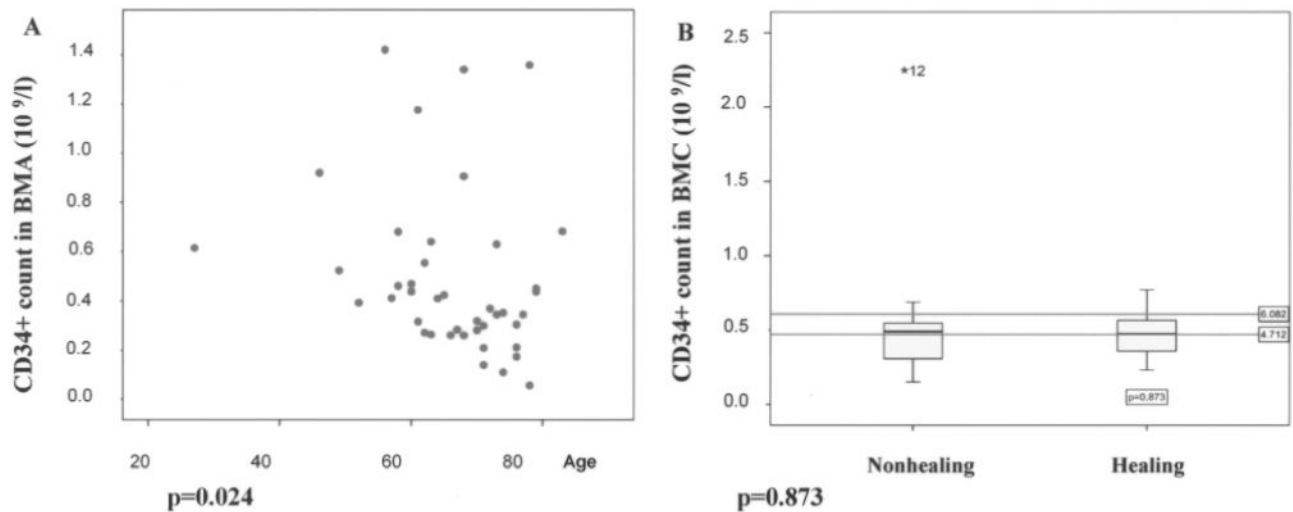 A
CD34+ count in BMA (10 9/l)
1.4
1.2
1.0
0.8
0.6
0.4
0.2
0.0
20 40 60 80 Age
p=0.024
B
CD34+ count in BMC (10 9/l)
2.5
2.0
1.5
1.0
0.5
0.0
*12
6.082
4.712
p=0,873
Nonhealing Healing
p=0.873